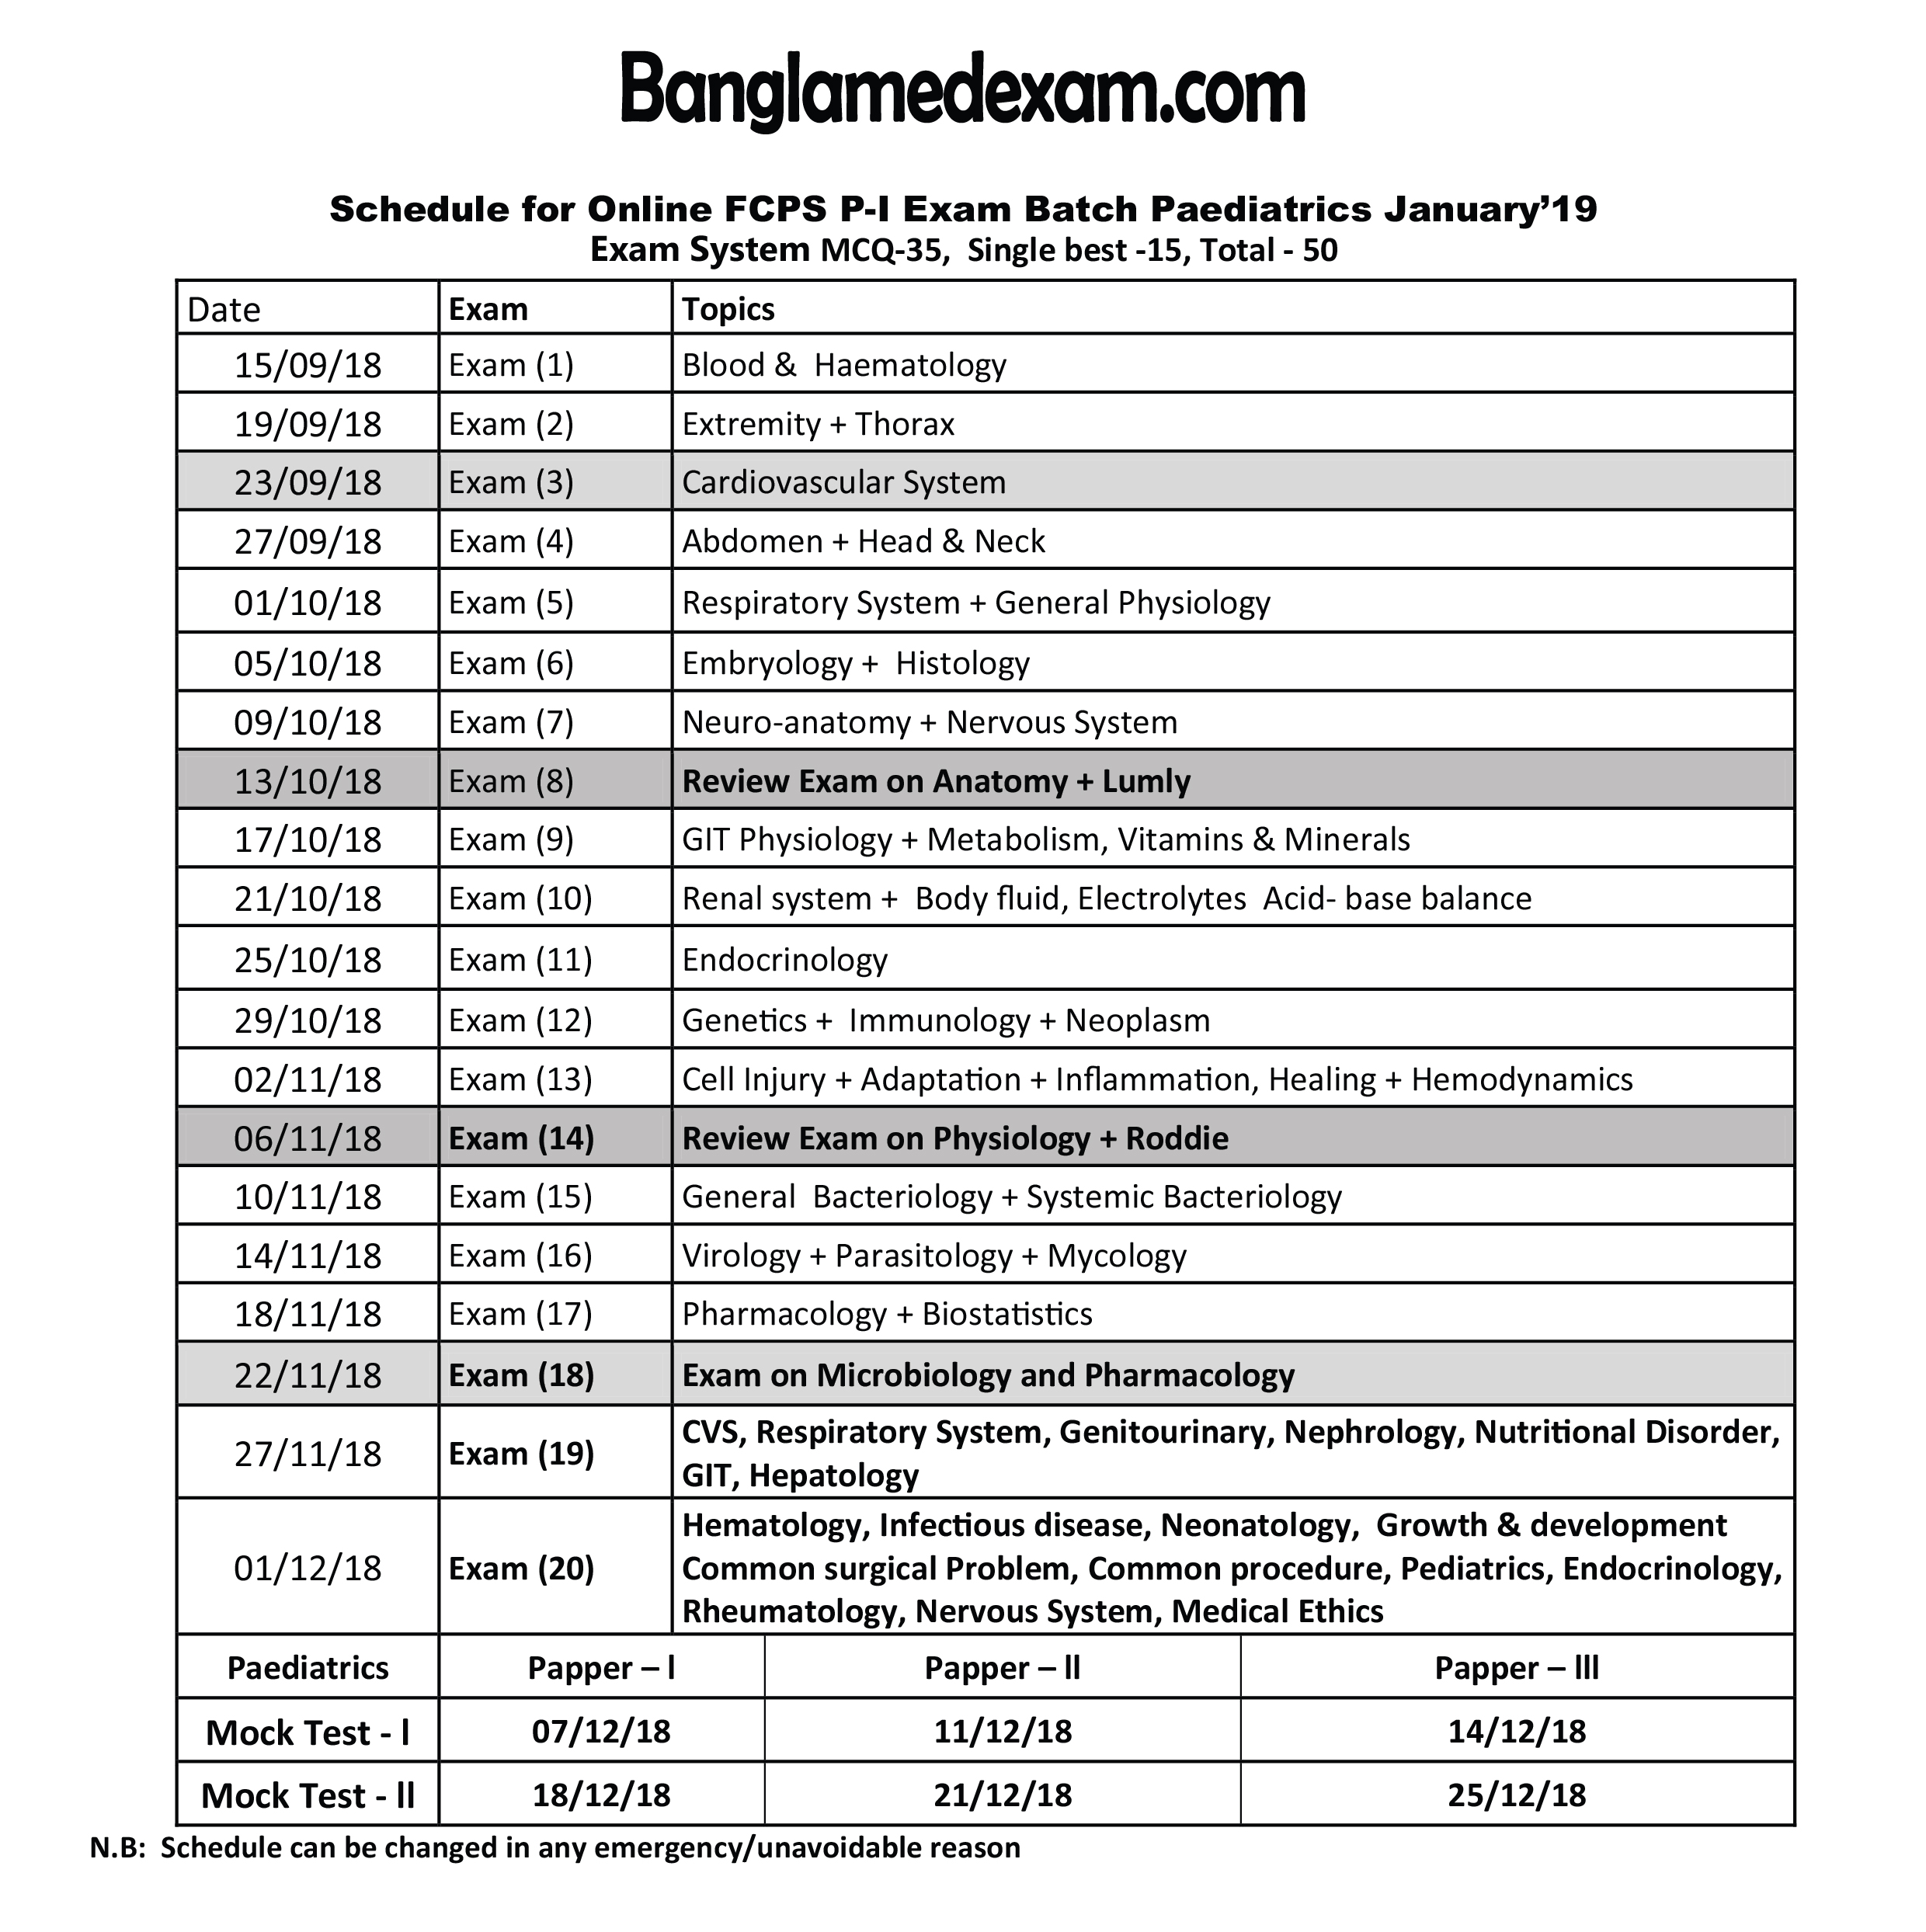 Banglamedexam.com
Schedule for Online FCPS P-I Exam Batch Paediatrics January’19
Exam System MCQ-35, Single best -15, Total - 50
Date Exam Topics
15/09/18 Exam (1) Blood & Haematology
19/09/18 Exam (2) Extremity + Thorax
23/09/18 Exam (3) Cardiovascular System
27/09/18 Exam (4) Abdomen + Head & Neck
01/10/18 Exam (5) Respiratory System + General Physiology
05/10/18 Exam (6) Embryology + Histology
09/10/18 Exam (7) Neuro-anatomy + Nervous System
13/10/18 Exam (8) Review Exam on Anatomy + Lumly
17/10/18 Exam (9) GIT Physiology + Metabolism, Vitamins & Minerals
21/10/18 Exam (10) Renal system + Body fluid, Electrolytes Acid- base balance
25/10/18 Exam (11) Endocrinology
29/10/18 Exam (12) Genetics + Immunology + Neoplasm
02/11/18 Exam (13) Cell Injury + Adaptation + Inflammation, Healing + Hemodynamics
06/11/18 Exam (14) Review Exam on Physiology + Roddie
10/11/18 Exam (15) General Bacteriology + Systemic Bacteriology
14/11/18 Exam (16) Virology + Parasitology + Mycology
18/11/18 Exam (17) Pharmacology + Biostatistics
22/11/18 Exam (18) Exam on Microbiology and Pharmacology
27/11/18 Exam (19) CVS, Respiratory System, Genitourinary, Nephrology, Nutritional Disorder,
GIT, Hepatology
01/12/18 Exam (20) Hematology, Infectious disease, Neonatology, Growth & development
Common surgical Problem, Common procedure, Pediatrics, Endocrinology,
Rheumatology, Nervous System, Medical Ethics
Paediatrics Papper – l Papper – ll Papper – lll
Mock Test - l 07/12/18 11/12/18 14/12/18
Mock Test - ll 18/12/18 21/12/18 25/12/18
N.B: Schedule can be changed in any emergency/unavoidable reason